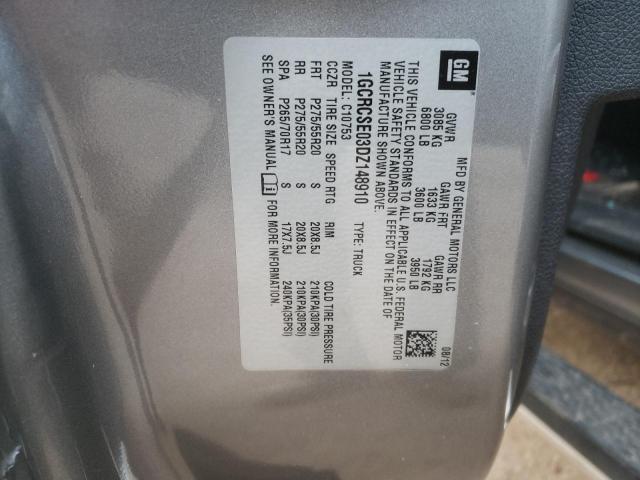 GM
MFD BY GENERAL MOTORS LLC
08/12
GVWR GAWR FRT GAWR RR
3085 KG 1633 KG 1792 KG
6800 LB 3600 LB 3950 LB
THIS VEHICLE CONFORMS TO ALL APPLICABLE U.S. FEDERAL MOTOR
VEHICLE SAFETY STANDARDS IN EFFECT ON THE DATE OF
MANUFACTURE SHOWN ABOVE.
1GCRCSE03DZ148910 TYPE: TRUCK
MODEL: C10753
CCZR TIRE SIZE SPEED RTG RIM COLD TIRE PRESSURE
FRT P275/55R20 S 20X8.5J 210KPA(30PSI)
RR P275/55R20 S 20X8.5J 210KPA(30PSI)
SPA P265/70R17 S 17X7.5J 240KPA(35PSI)
SEE OWNER'S MANUAL FOR MORE INFORMATION.